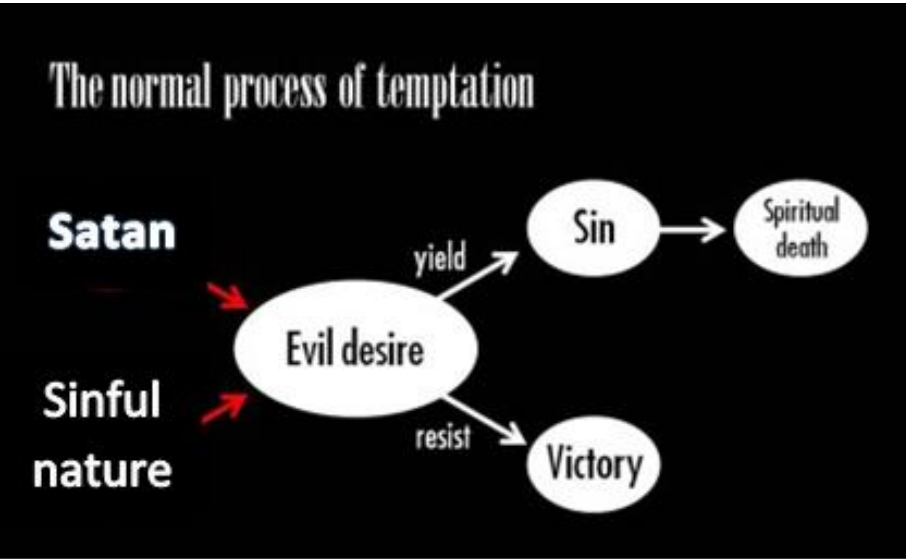 The normal process of temptation
Satan
Sinful
nature
Evil desire
yield
resist
Sin
Spiritual
death
Victory